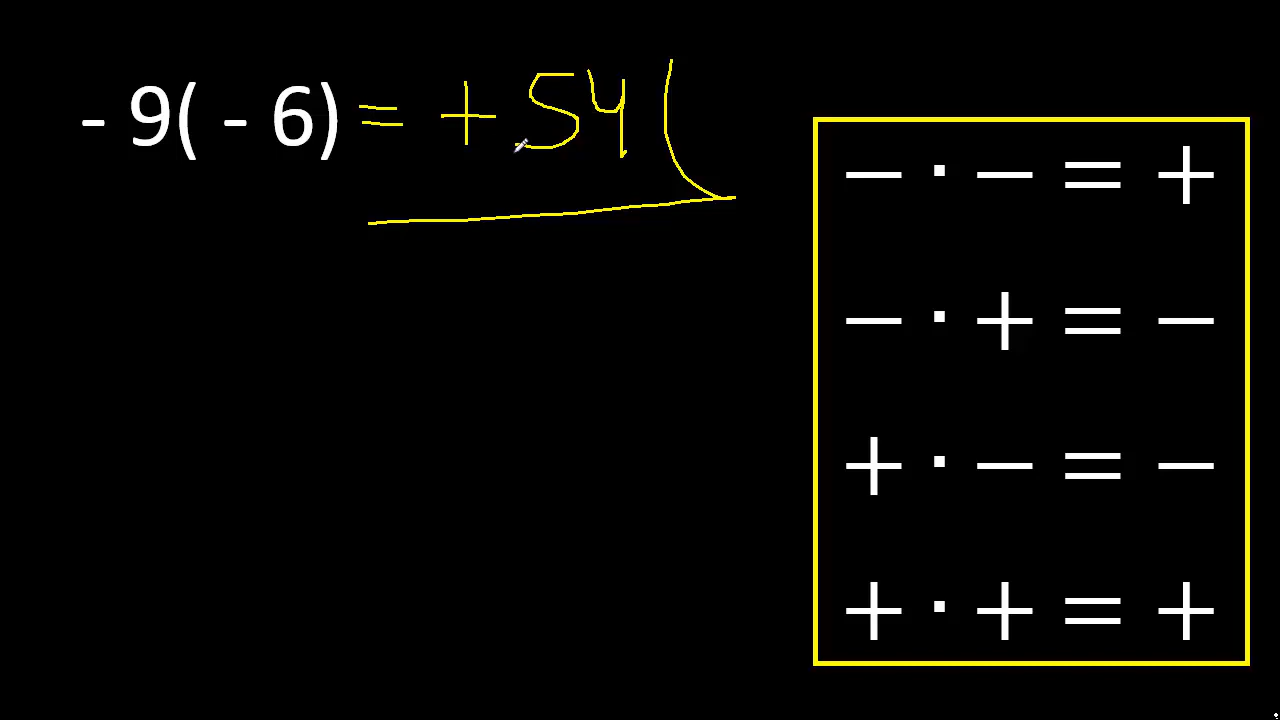 - 9( - 6) = + 54
− · − = +
− · + = −
+ · − = −
+ · + = +